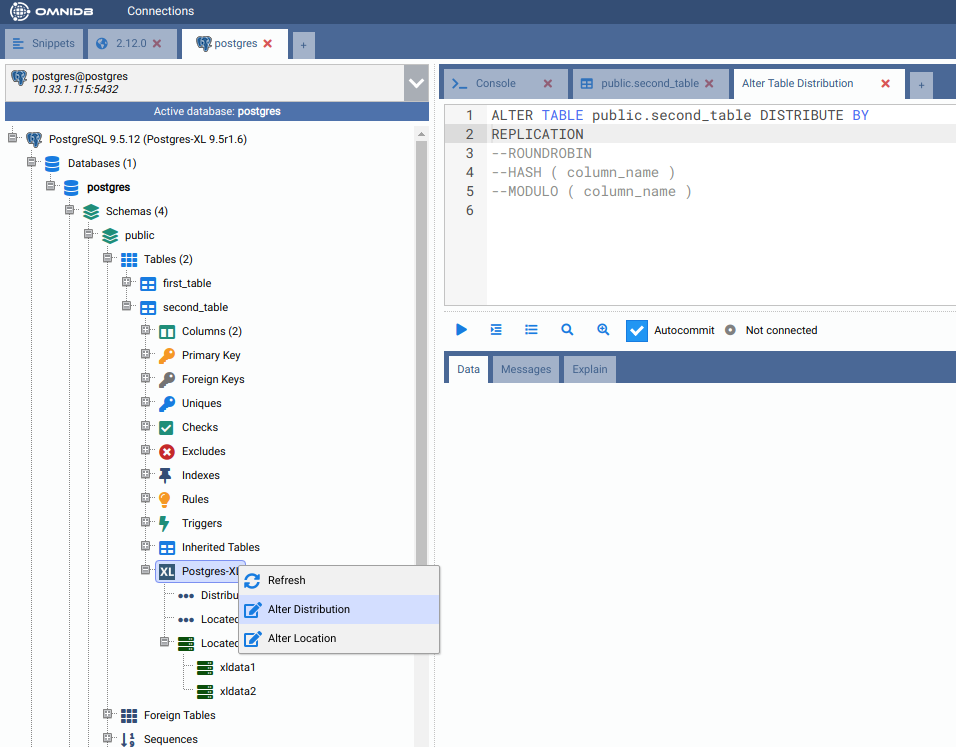 OMNIDB Connections
Snippets 2.12.0 postgres +
postgres@postgres
10.33.1.115:5432
Active database: postgres
PostgreSQL 9.5.12 (Postgres-XL 9.5r1.6)
Databases (1)
postgres
Schemas (4)
public
Tables (2)
first_table
second_table
Columns (2)
Primary Key
Foreign Keys
Uniques
Checks
Excludes
Indexes
Rules
Triggers
Inherited Tables
XL Postgres-XL
Distribu
Located
Located
xldata1
xldata2
Foreign Tables
Sequences
Refresh
Alter Distribution
Alter Location
Console public.second_table Alter Table Distribution +
1 ALTER TABLE public.second_table DISTRIBUTE BY
2 REPLICATION
3 --ROUNDROBIN
4 --HASH ( column_name )
5 --MODULO ( column_name )
6
Autocommit Not connected
Data Messages Explain